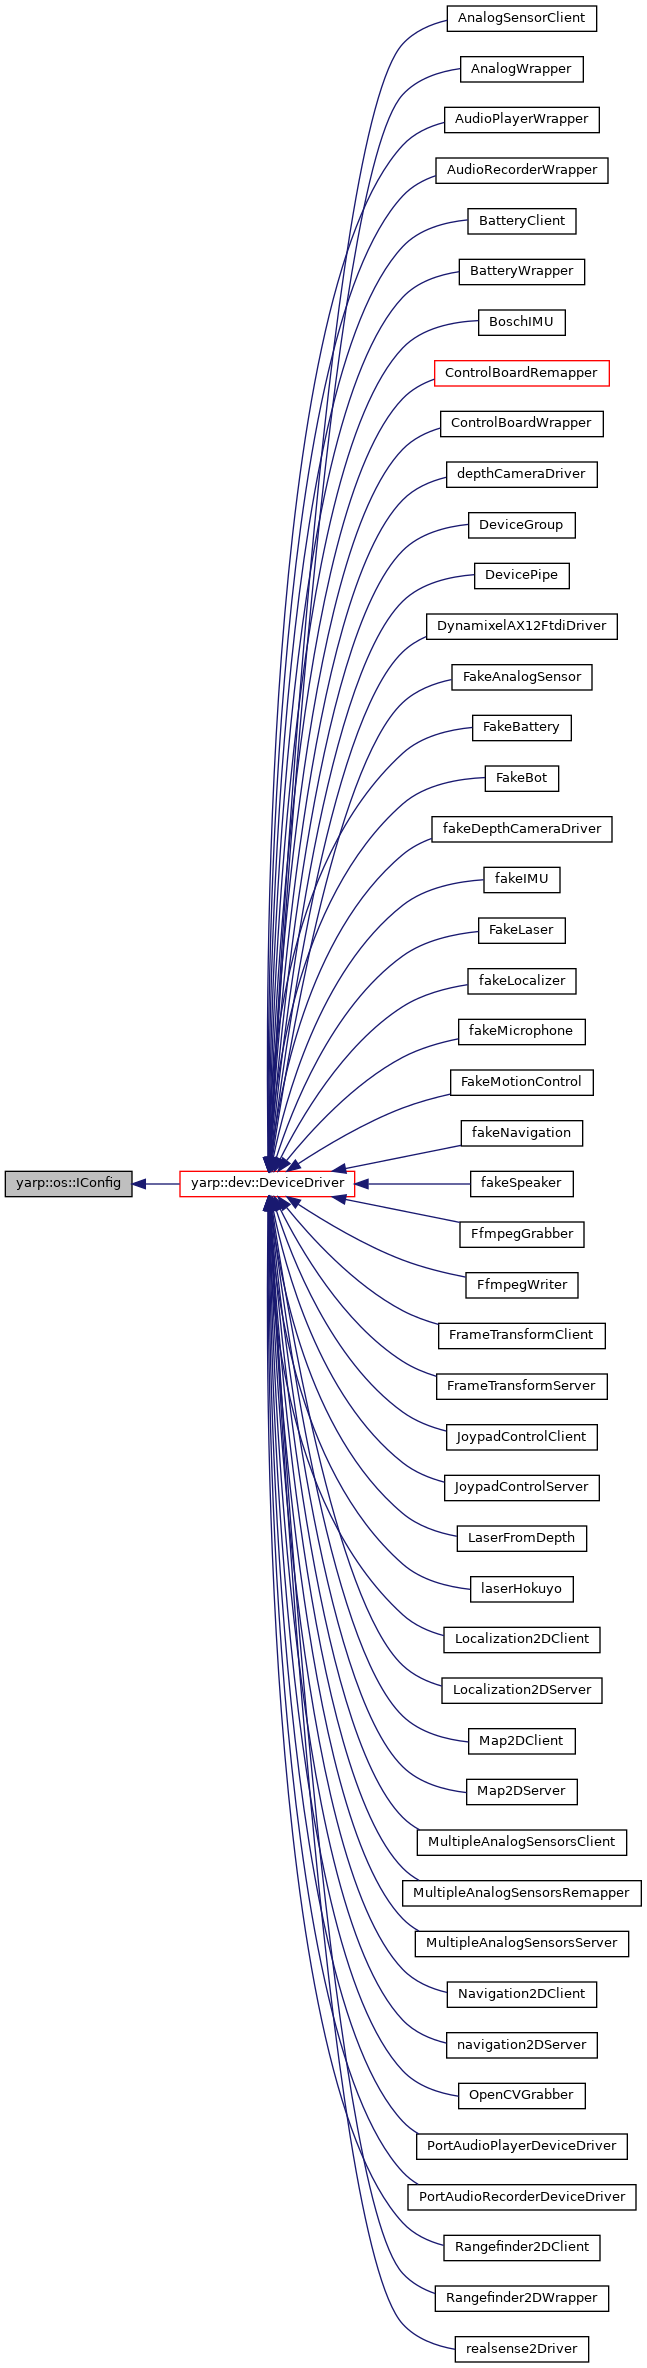 AnalogSensorClient
AnalogWrapper
AudioPlayerWrapper
AudioRecorderWrapper
BatteryClient
BatteryWrapper
BoschIMU
ControlBoardRemapper
ControlBoardWrapper
depthCameraDriver
DeviceGroup
DevicePipe
DynamixelAX12FtdiDriver
FakeAnalogSensor
FakeBattery
FakeBot
fakeDepthCameraDriver
fakeIMU
FakeLaser
fakeLocalizer
fakeMicrophone
FakeMotionControl
fakeNavigation
yarp::os::IConfig
yarp::dev::DeviceDriver
fakeSpeaker
FfmpegGrabber
FfmpegWriter
FrameTransformClient
FrameTransformServer
JoypadControlClient
JoypadControlServer
LaserFromDepth
laserHokuyo
Localization2DClient
Localization2DServer
Map2DClient
Map2DServer
MultipleAnalogSensorsClient
MultipleAnalogSensorsRemapper
MultipleAnalogSensorsServer
Navigation2DClient
navigation2DServer
OpenCVGrabber
PortAudioPlayerDeviceDriver
PortAudioRecorderDeviceDriver
Rangefinder2DClient
Rangefinder2DWrapper
realsense2Driver